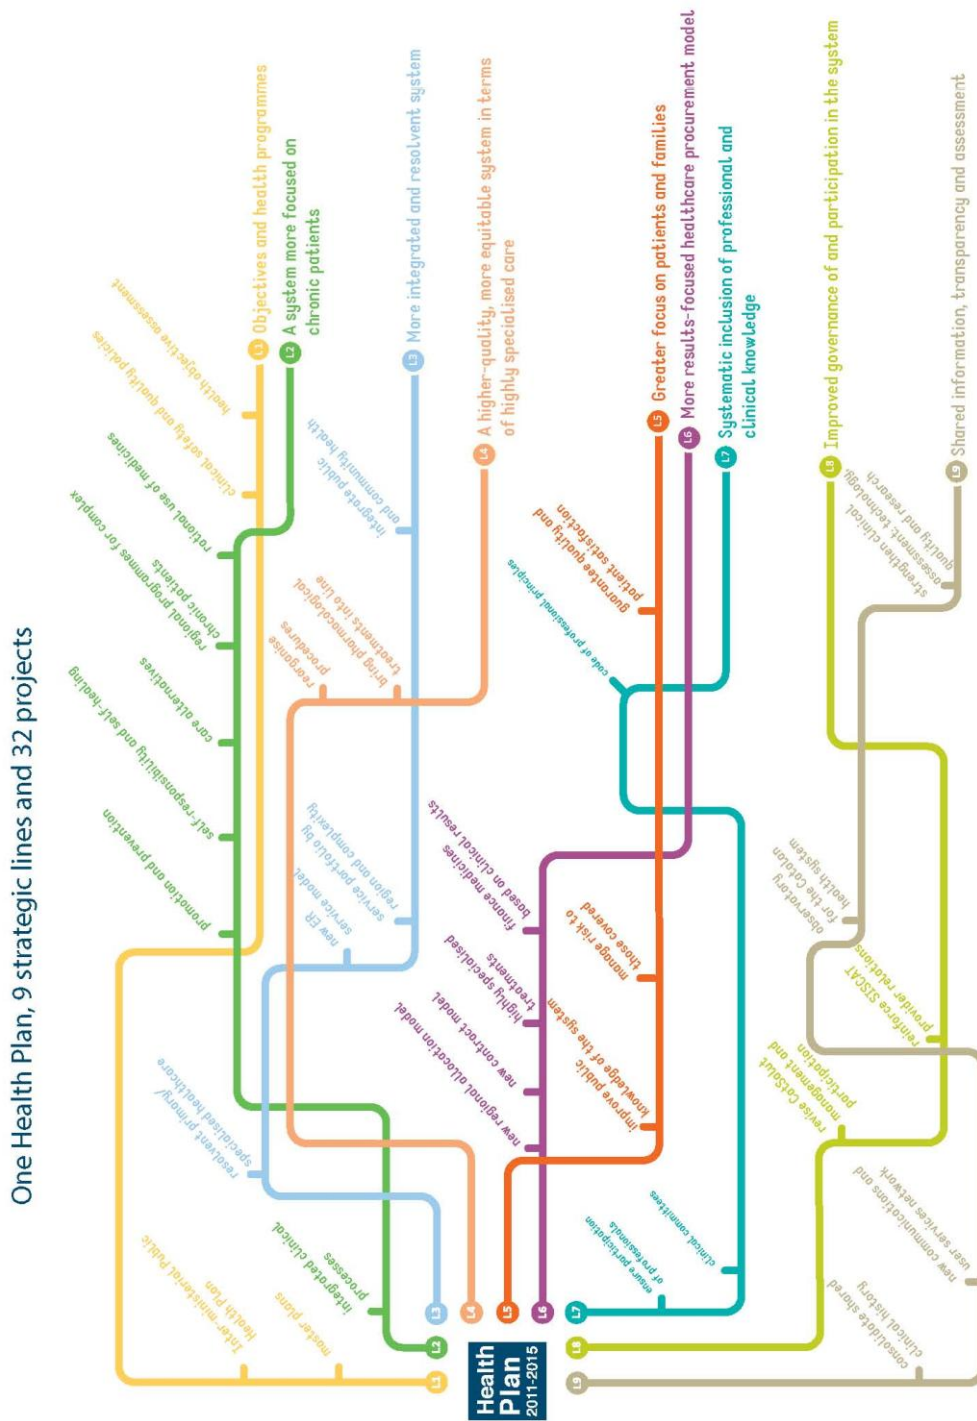 One Health Plan, 9 strategic lines and 32 projects
Health
Plan
2011-2015
L1
master plans
Inter-ministerial Public
Health Plan
clinical safety and quality policies
health objective assessment
L1
Objectives and health programmes
L2
integrated clinical
processes
promotion and prevention
self-responsibility and self-healing
care alternatives
regional programmes for complex
chronic patients
rational use of medicines
L2
A system more focused on
chronic patients
L3
resolvent primary/
specialised healthcare
new ER
service model
service portfolio by
region and complexity
integrate public
and community health
L3
More integrated and resolvent system
L4
reorganise
procedures
bring pharmacological
treatments into line
L4
A higher-quality, more equitable system in terms
of highly specialised care
L5
improve public
knowledge of the system
manage risk to
those covered
guarantee quality and
patient satisfaction
L5
Greater focus on patients and families
L6
new regional allocation model
new contract model
highly specialised
treatments
finance medicines
based on clinical results
L6
More results-focused healthcare procurement model
L7
ensure participation
of professionals
clinical committees
code of professional principles
L7
Systematic inclusion of professional and
clinical knowledge
L8
revise CatSalut
management and
participation
reinforce SISCAT
provider relations
L8
Improved governance of and participation in the system
L9
consolidate shared
clinical history
new communications and
user services network
observatory
for the Catalan
health system
strengthen clinical
assessment, technology,
quality and research
L9
Shared information, transparency and assessment